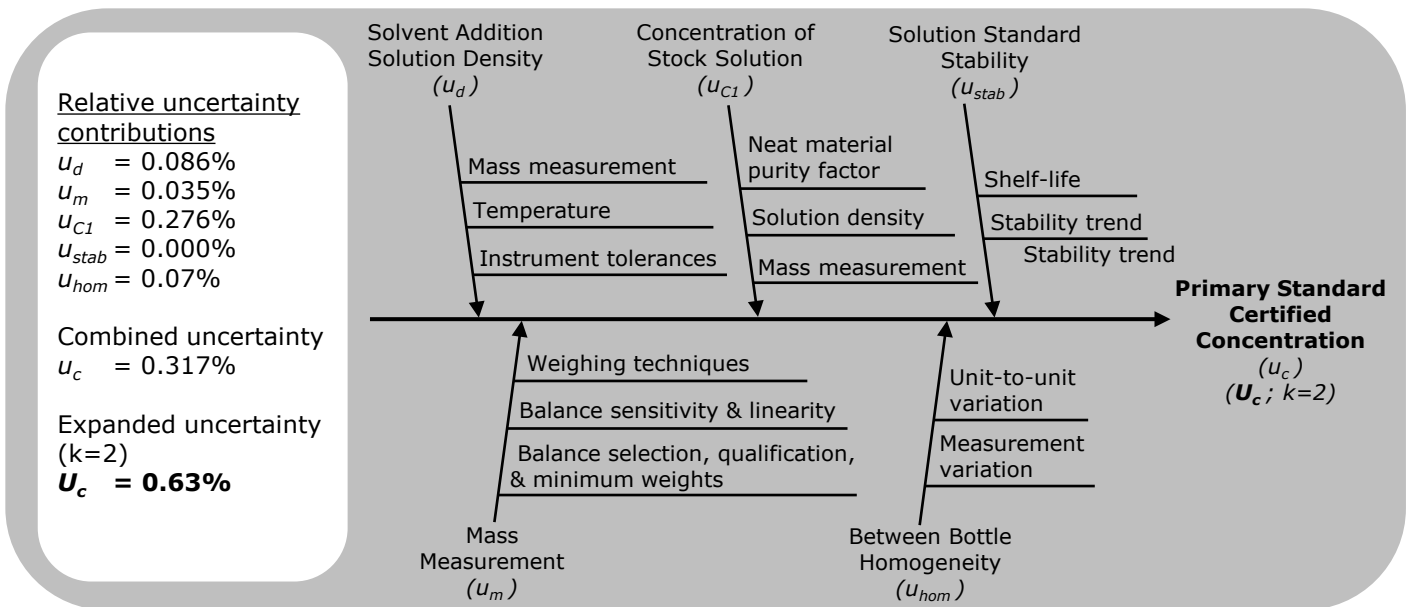 Relative uncertainty
contributions
u_d = 0.086%
u_m = 0.035%
u_C1 = 0.276%
u_stab = 0.000%
u_hom = 0.07%
Combined uncertainty
u_c = 0.317%
Expanded uncertainty
(k=2)
U_c = 0.63%
Solvent Addition
Solution Density
(u_d)
Mass measurement
Temperature
Instrument tolerances
Concentration of
Stock Solution
(u_C1)
Neat material
purity factor
Solution density
Mass measurement
Solution Standard
Stability
(u_stab)
Shelf-life
Stability trend
Stability trend
Primary Standard
Certified
Concentration
(u_c)
(U_c; k=2)
Weighing techniques
Balance sensitivity & linearity
Balance selection, qualification,
& minimum weights
Mass
Measurement
(u_m)
Unit-to-unit
variation
Measurement
variation
Between Bottle
Homogeneity
(u_hom)